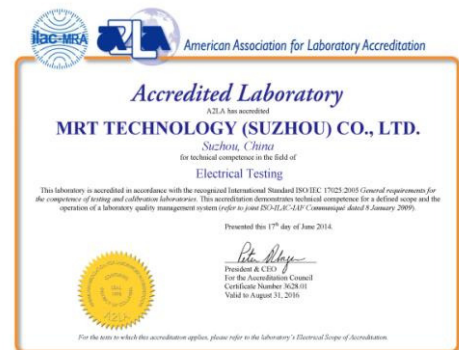 ilac-MRA
A2LA
American Association for Laboratory Accreditation
Accredited Laboratory
A2LA has accredited
MRT TECHNOLOGY (SUZHOU) CO., LTD.
Suzhou, China
for technical competence in the field of
Electrical Testing
This laboratory is accredited in accordance with the recognized International Standard ISO/IEC 17025:2005 General requirements for
the competence of testing and calibration laboratories. This accreditation demonstrates technical competence for a defined scope and the
operation of a laboratory quality management system (refer to joint ISO-ILAC-IAF Communiqué dated 8 January 2009).
Presented this 17th day of June 2014.
President & CEO
For the Accreditation Council
Certificate Number 3628.01
Valid to August 31, 2016
A2LA
For the tests to which this accreditation applies, please refer to the laboratory's Electrical Scope of Accreditation.